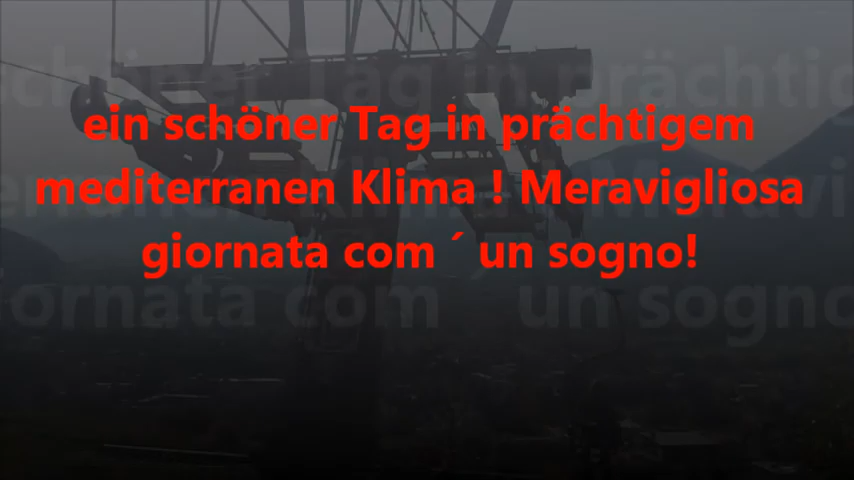 ein schöner Tag in prächtigem
mediterranen Klima ! Meravigliosa
giornata com ´ un sogno!